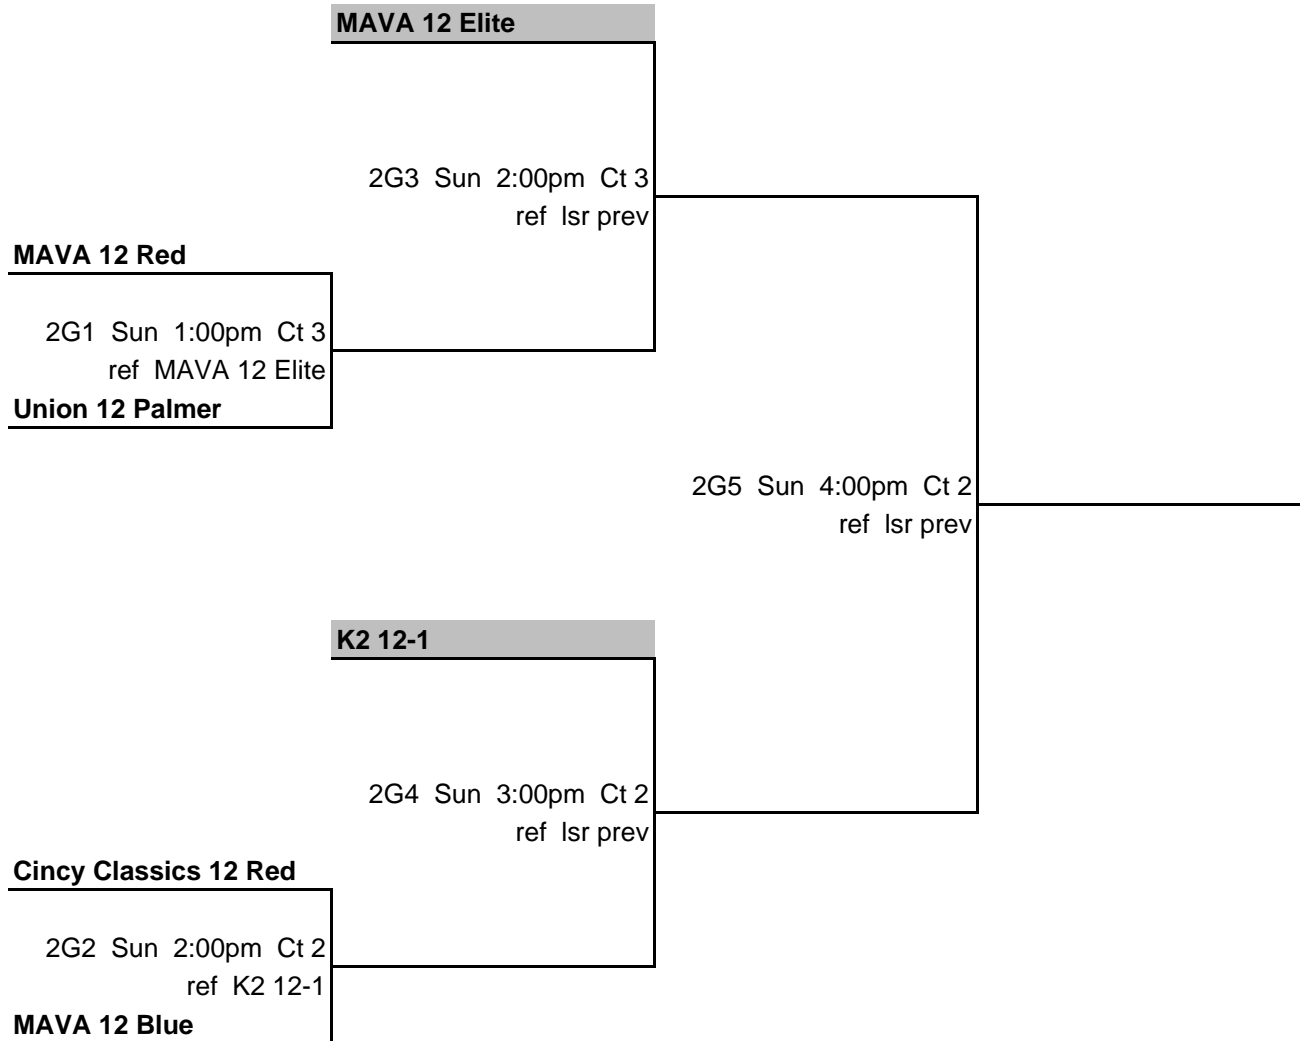 MAVA 12 Elite
2G3 Sun 2:00pm Ct 3
ref lsr prev
MAVA 12 Red
2G1 Sun 1:00pm Ct 3
ref MAVA 12 Elite
Union 12 Palmer
2G5 Sun 4:00pm Ct 2
ref lsr prev
K2 12-1
2G4 Sun 3:00pm Ct 2
ref lsr prev
Cincy Classics 12 Red
2G2 Sun 2:00pm Ct 2
ref K2 12-1
MAVA 12 Blue